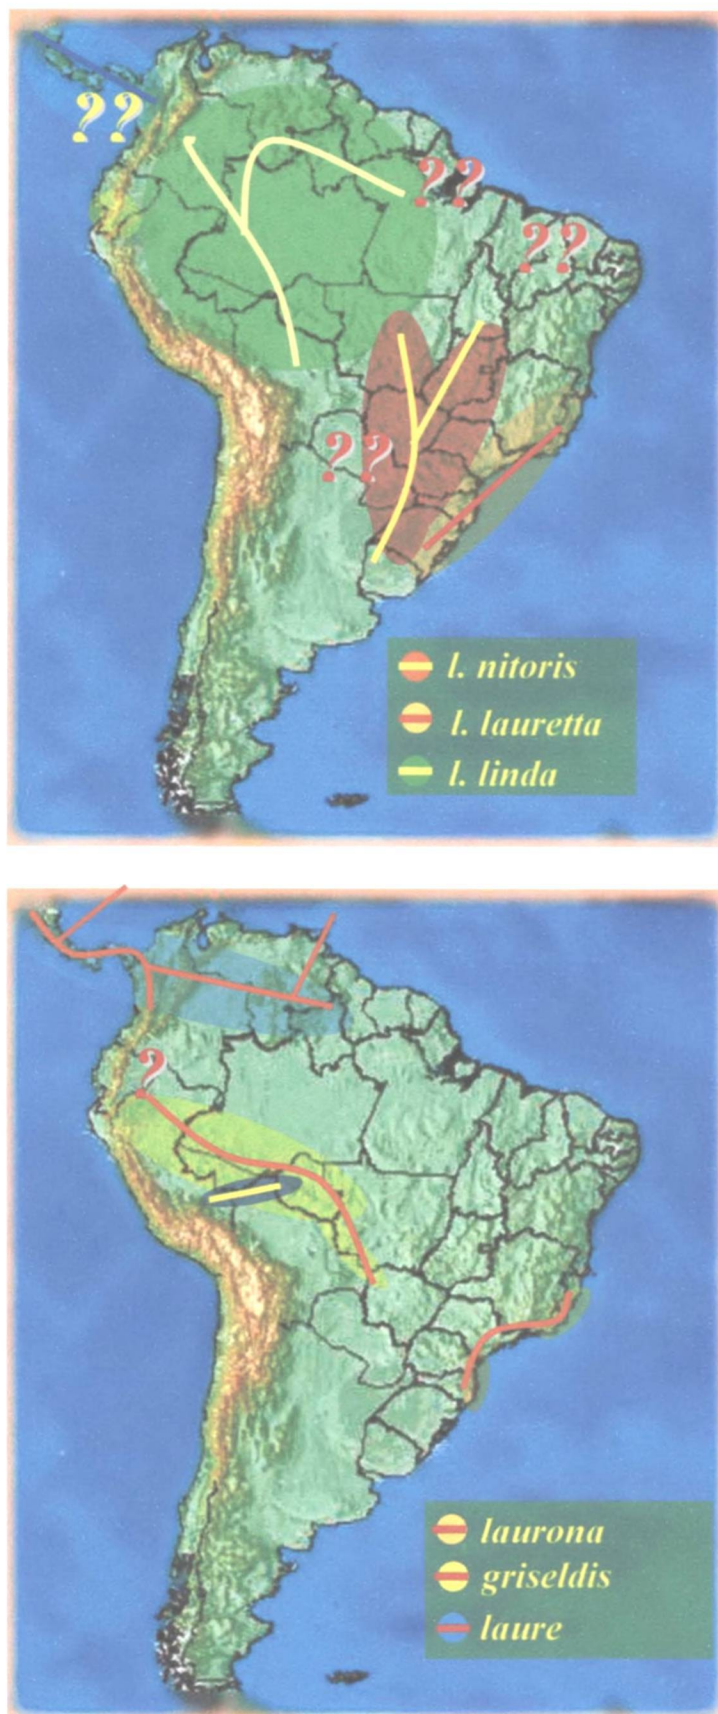 ??
??
??
??
l. nitoris
l. lauretta
l. linda
?
laurona
griseldis
laure